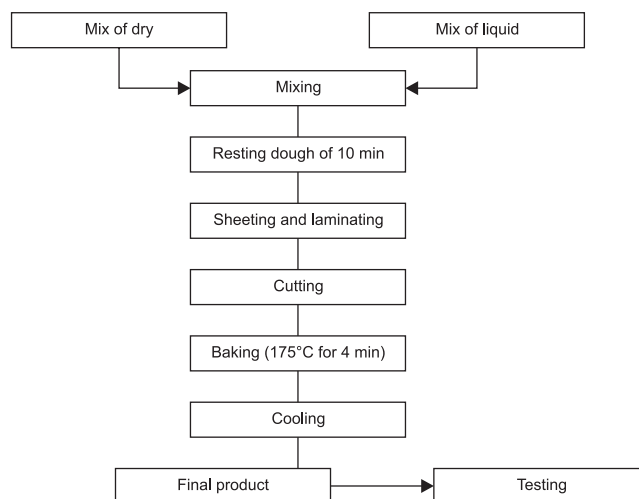 Mix of dry
Mix of liquid
Mixing
Resting dough of 10 min
Sheeting and laminating
Cutting
Baking (175°C for 4 min)
Cooling
Final product
Testing